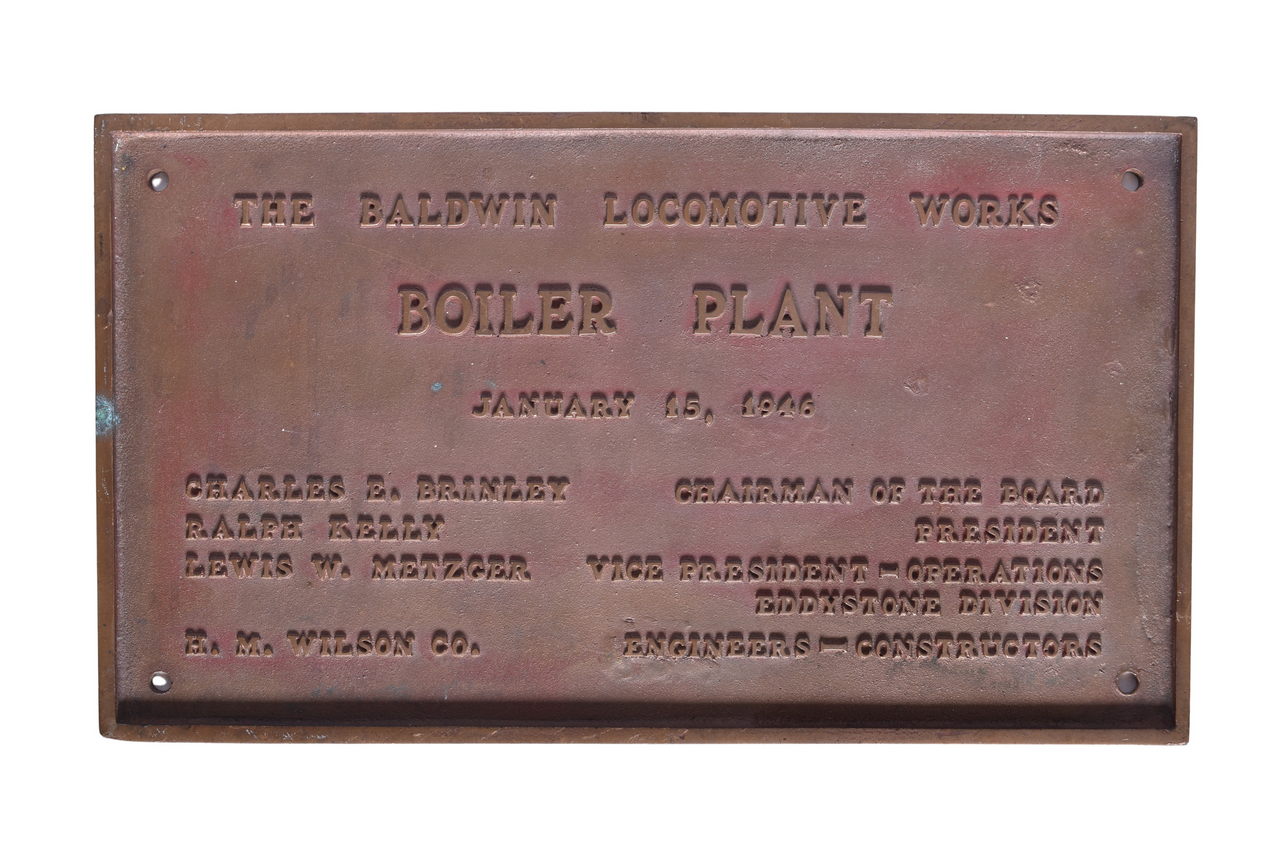 THE BALDWIN LOCOMOTIVE WORKS
BOILER PLANT
JANUARY 15, 1946
CHARLES E. BRINLEY CHAIRMAN OF THE BOARD
RALPH KELLY PRESIDENT
LEWIS W. METZGER VICE PRESIDENT – OPERATIONS
EDDYSTONE DIVISION
H. M. WILSON CO. ENGINEERS – CONSTRUCTORS